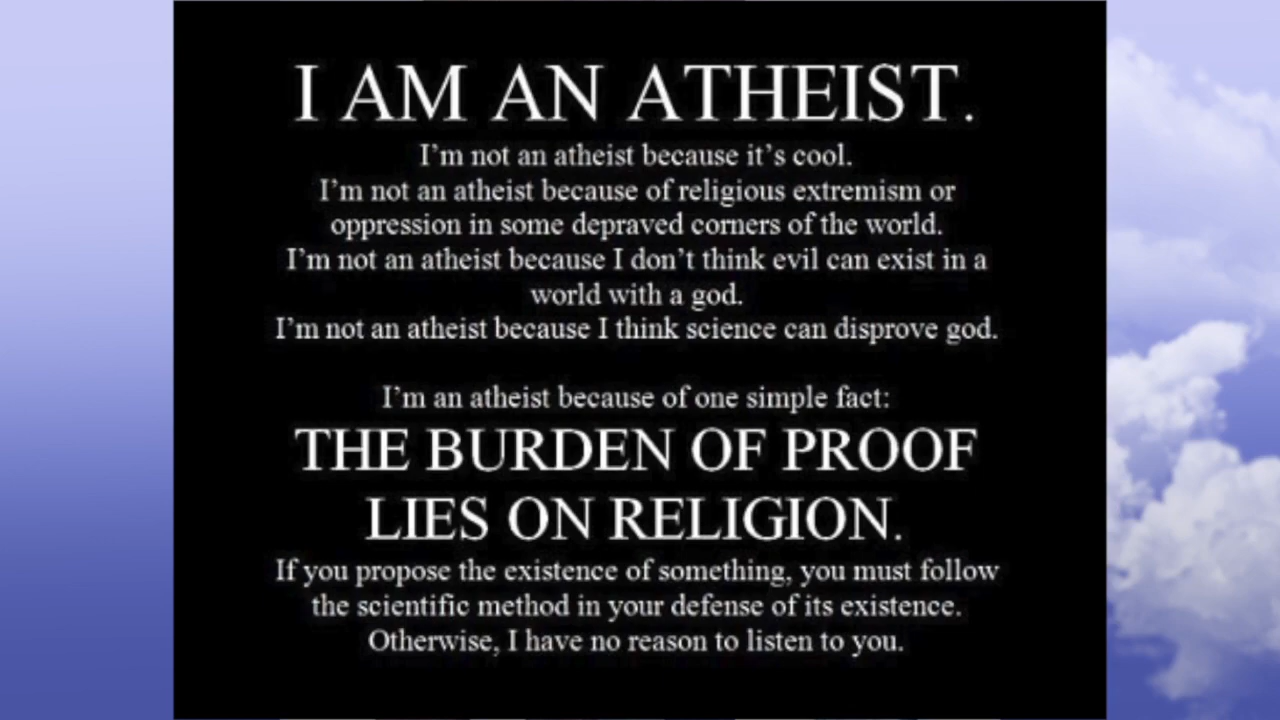 I AM AN ATHEIST.
I'm not an atheist because it's cool.
I'm not an atheist because of religious extremism or
oppression in some depraved corners of the world.
I'm not an atheist because I don't think evil can exist in a
world with a god.
I'm not an atheist because I think science can disprove god.
I'm an atheist because of one simple fact:
THE BURDEN OF PROOF
LIES ON RELIGION.
If you propose the existence of something, you must follow
the scientific method in your defense of its existence.
Otherwise, I have no reason to listen to you.